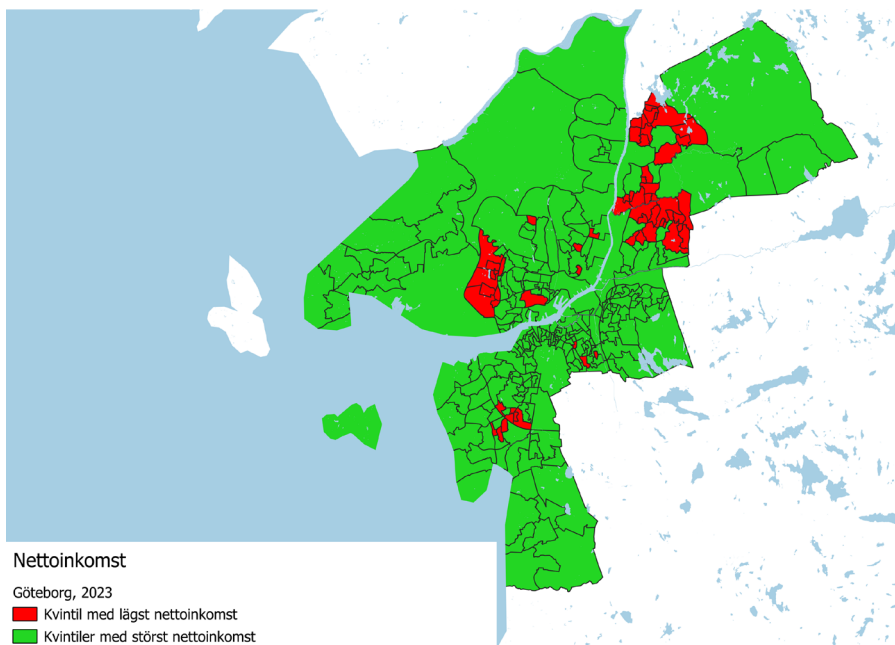 Nettoinkomst
Göteborg, 2023
Kvintil med lägst nettoinkomst
Kvintiler med störst nettoinkomst